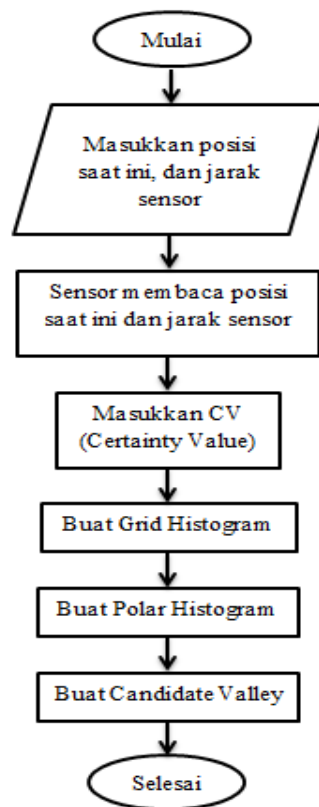 Mulai
Masukkan posisi
saat ini, dan jarak
sensor
Sensor membaca posisi
saat ini dan jarak sensor
Masukkan CV
(Certainty Value)
Buat Grid Histogram
Buat Polar Histogram
Buat Candidate Valley
Selesai